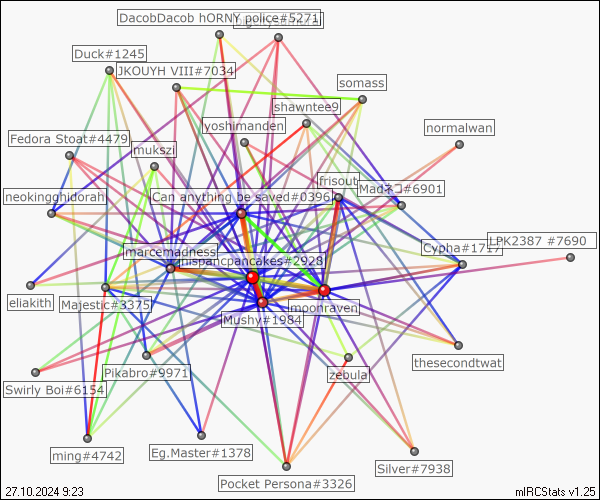 DacobDacob hORNY police#5271
Duck#1245
JKOUYH VIII#7034
somass
shawntee9
yoshimanden
normalwan
Fedora Stoat#4479
mukszi
frisout
Madネコ#6901
neokingghidorah
Can anything be saved#0396
Cypha#1717
LPK2387 #7690
marcemadness
hispancpancakes#2928
eliakith
Majestic#3375
moonraven
Mushy#1984
thesecondtwat
Pikabro#9971
zebula
Swirly Boi#6154
ming#4742
Eg.Master#1378
Silver#7938
Pocket Persona#3326
27.10.2024 9:23
mIRCStats v1.25